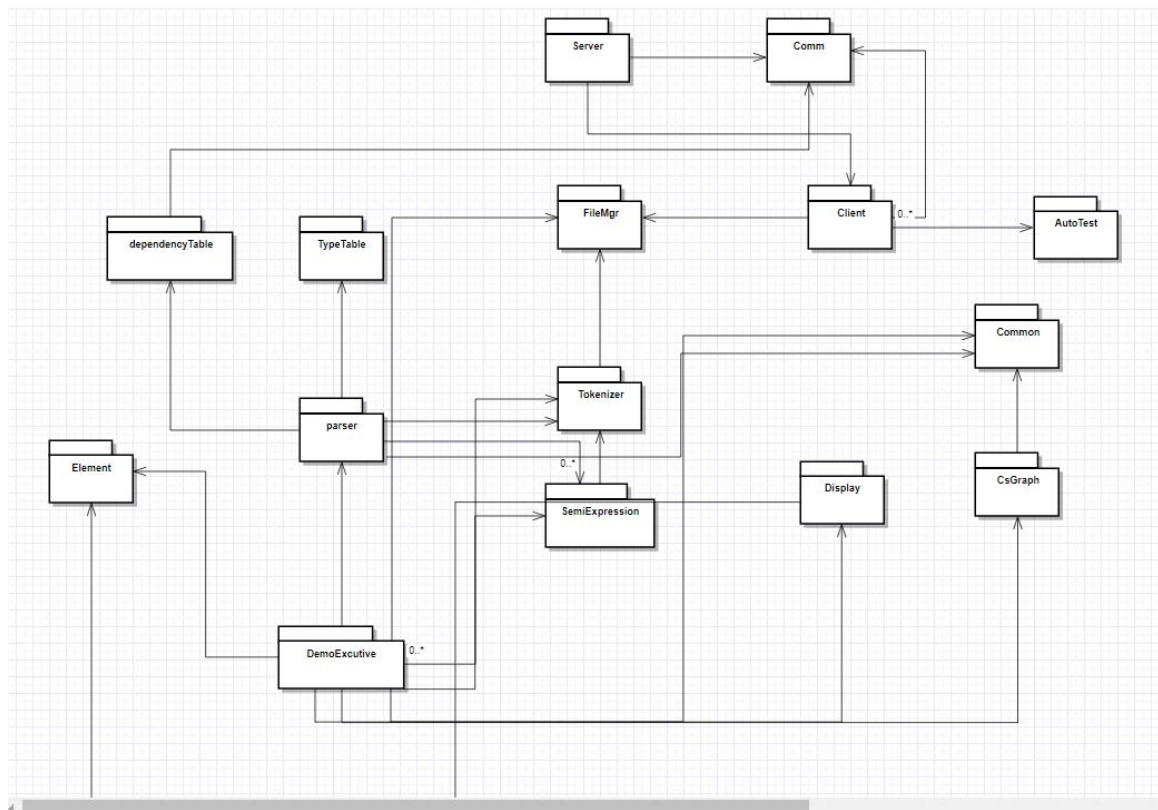 Server
Comm
FileMgr
Client
0..*
AutoTest
dependencyTable
TypeTable
Common
Tokenizer
parser
0..*
Element
Display
CsGraph
SemiExpression
DemoExcutive
0..*